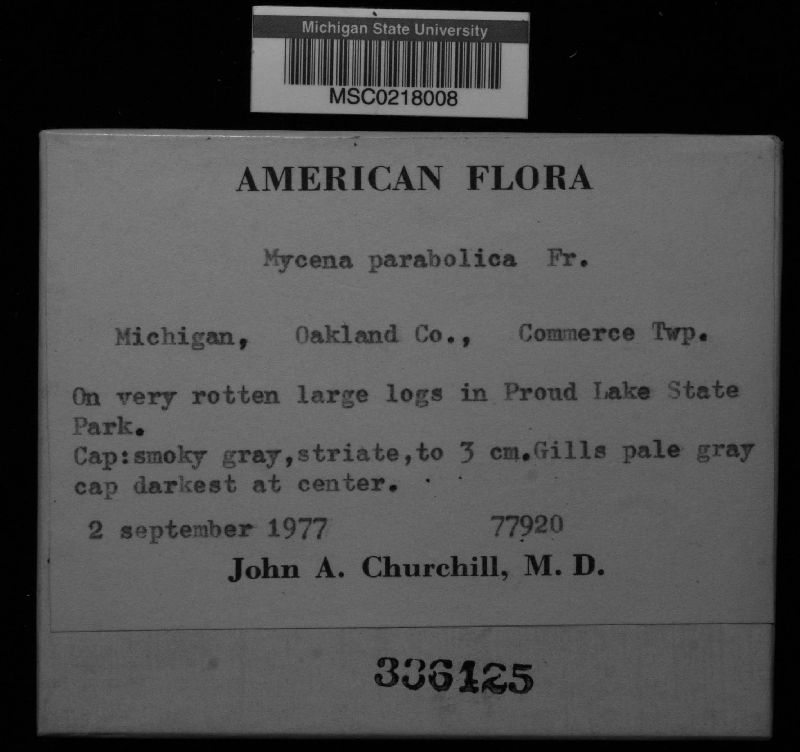 Michigan State University
MSC0218008
AMERICAN FLORA
Mycena parabolica Fr.
Michigan, Oakland Co., Commerce Twp.
On very rotten large logs in Proud Lake State
Park.
Cap:smoky gray,striate,to 3 cm.Gills pale gray
cap darkest at center.
2 september 1977 77920
John A. Churchill, M. D.
336125